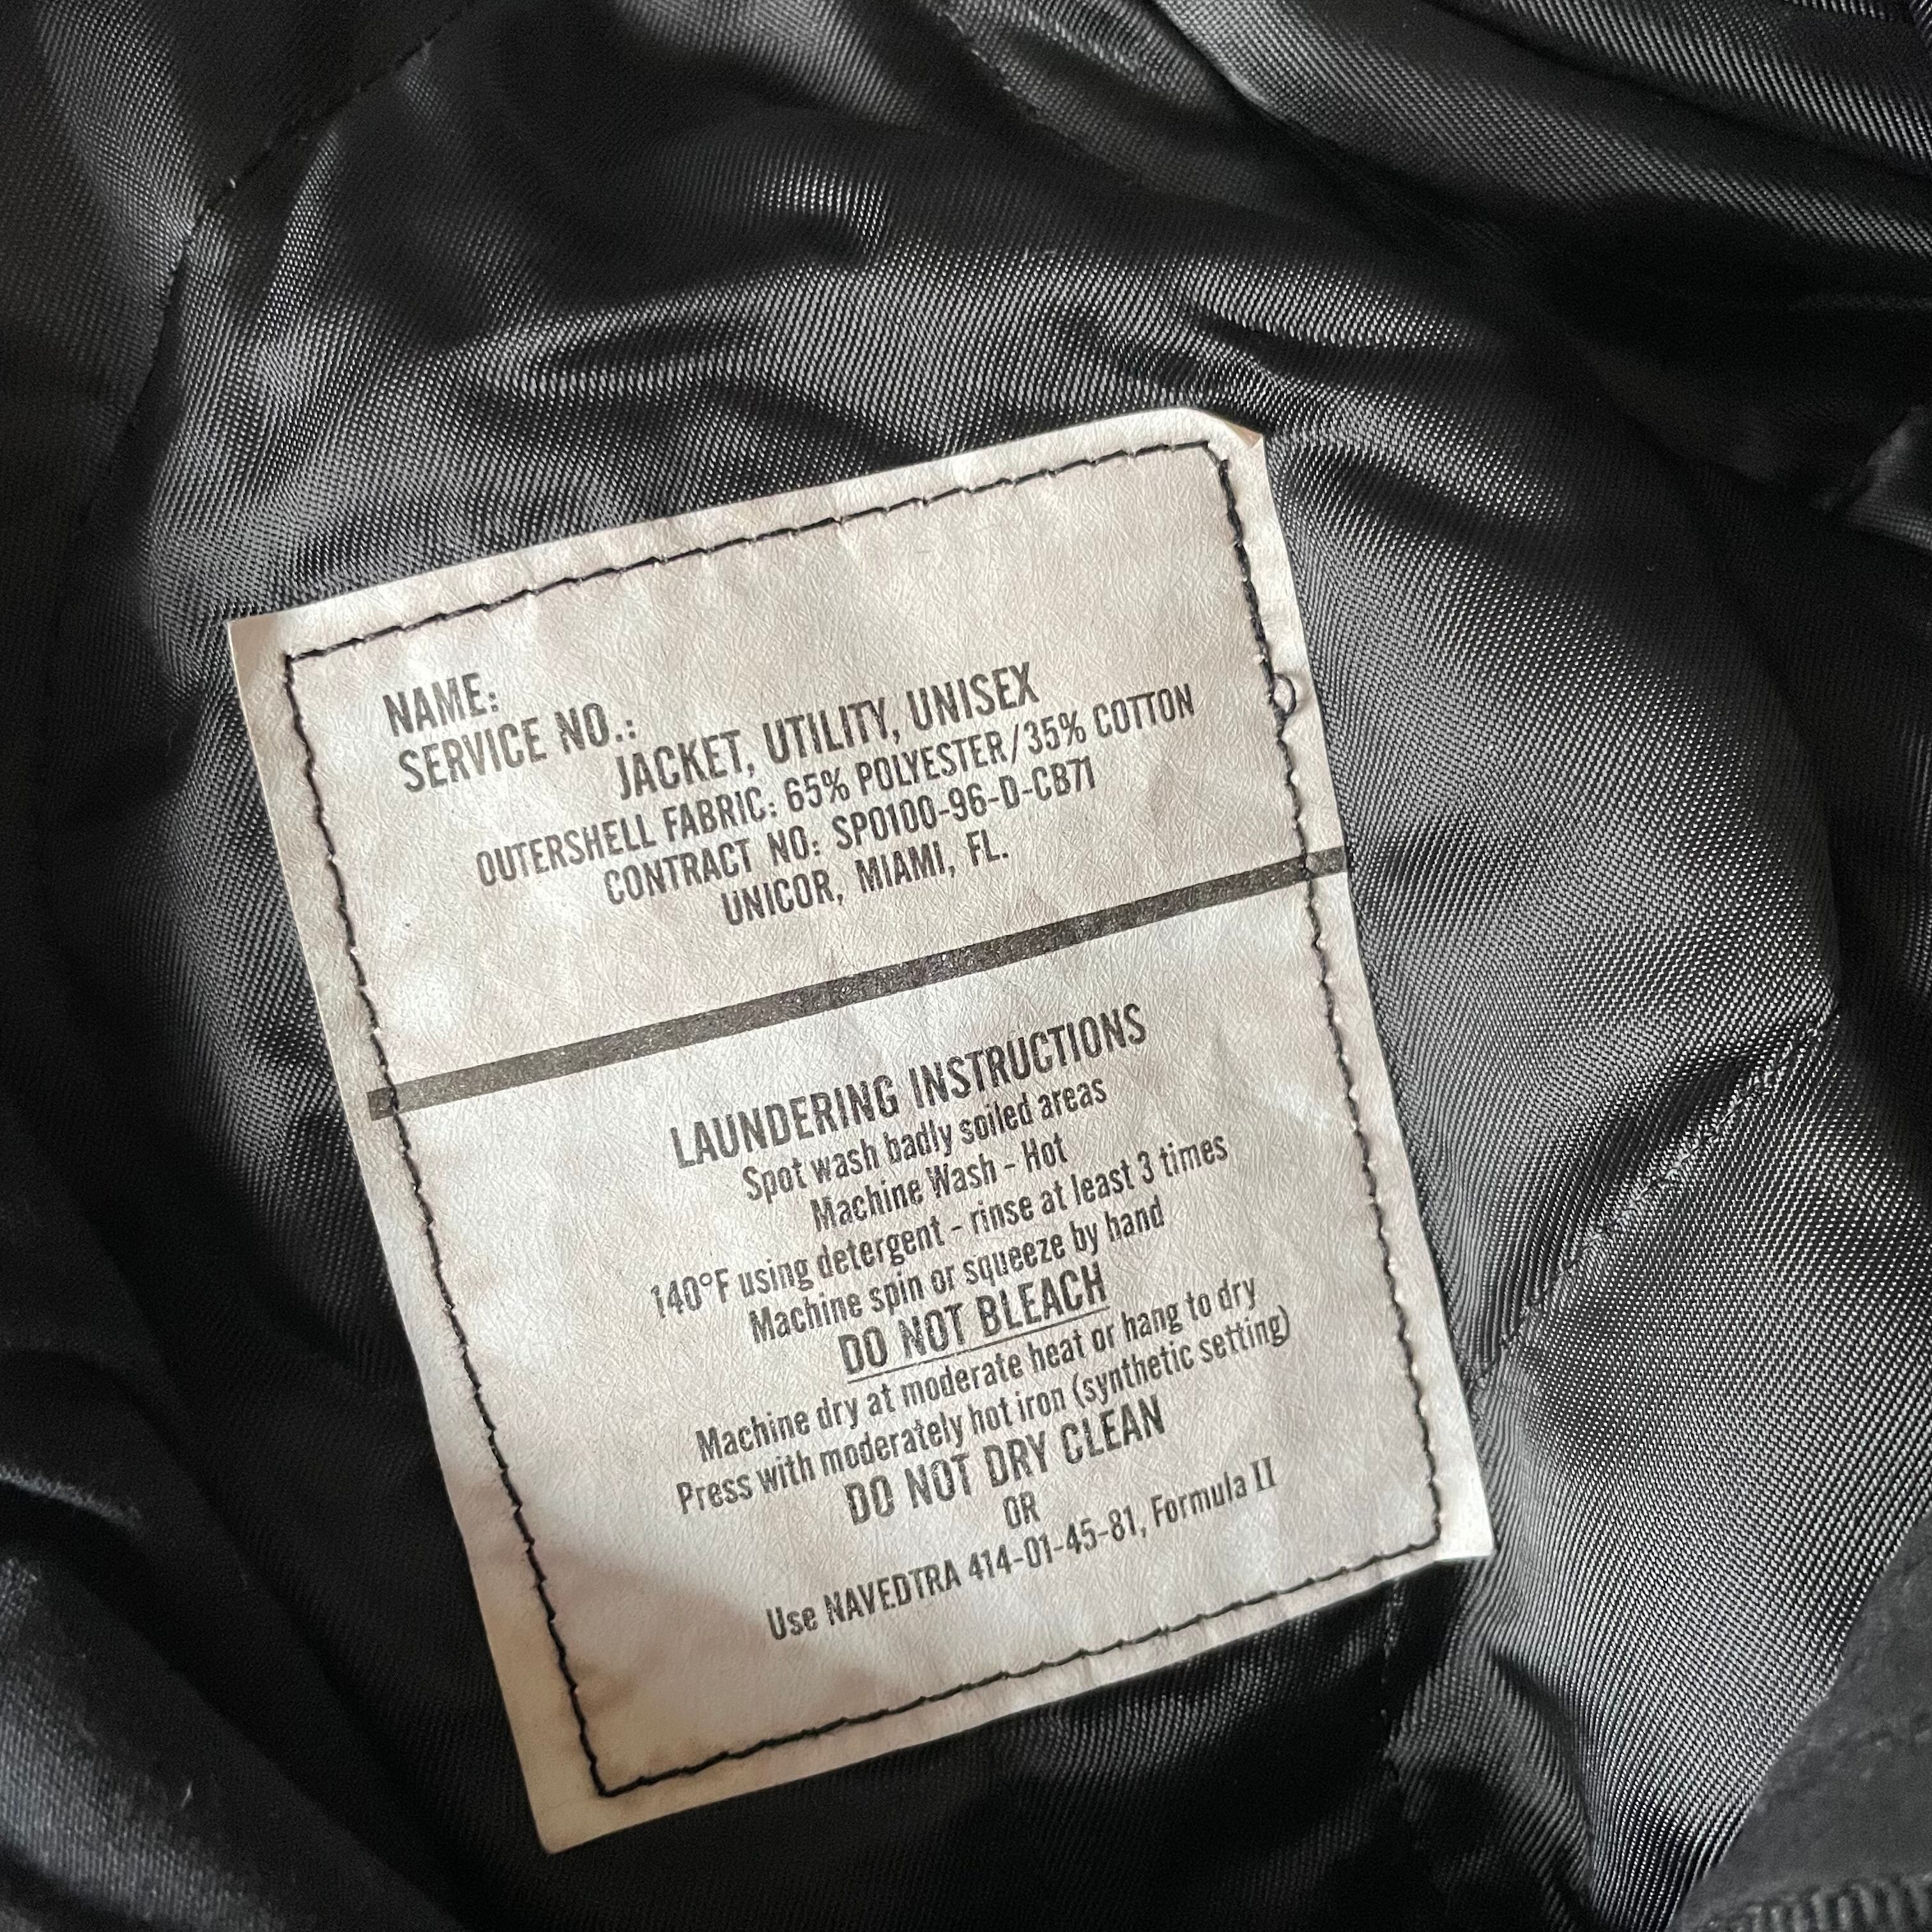 NAME:
SERVICE NO.:
JACKET, UTILITY, UNISEX
OUTERSHELL FABRIC: 65% POLYESTER/35% COTTON
CONTRACT NO: SPO100-96-D-CB71
UNICOR, MIAMI, FL.
LAUNDERING INSTRUCTIONS
Spot wash badly soiled areas
Machine Wash - Hot
140°F using detergent - rinse at least 3 times
Machine spin or squeeze by hand
DO NOT BLEACH
Machine dry at moderate heat or hang to dry
Press with moderately hot iron (synthetic setting)
DO NOT DRY CLEAN
OR
Use NAVEDTRA 414-01-45-81, Formula II